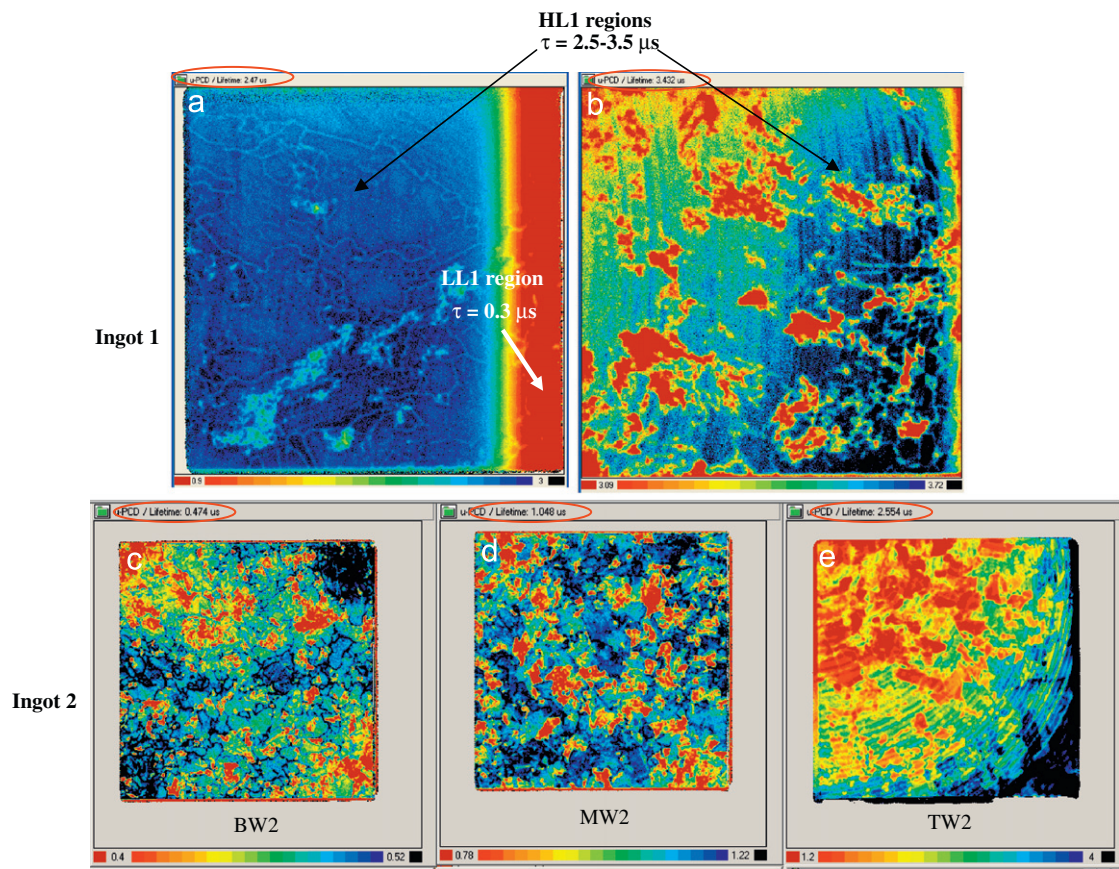 HL1 regions
τ = 2.5-3.5 μs
u-PCD / Lifetime: 2.47 us
u-PCD / Lifetime: 3.432 us
a
b
LL1 region
τ = 0.3 μs
Ingot 1
0.9 3
3.09 3.72
u-PCD / Lifetime: 0.474 us
u-PCD / Lifetime: 1.048 us
u-PCD / Lifetime: 2.554 us
c
d
e
Ingot 2
BW2
MW2
TW2
0.4 0.52
0.78 1.22
1.2 4